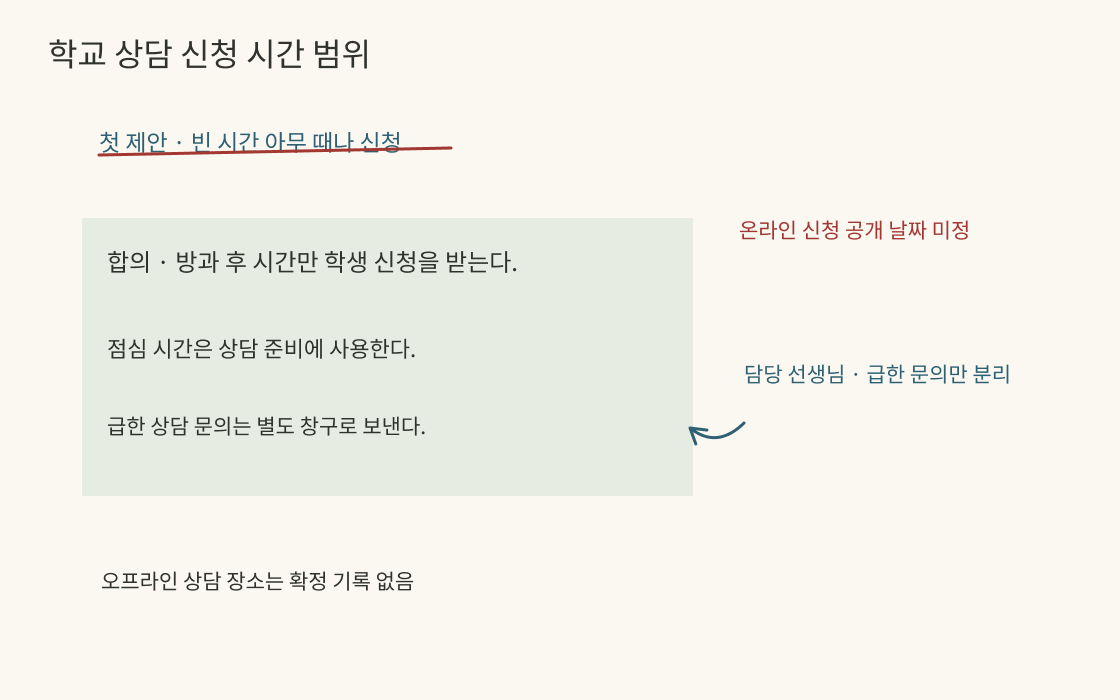 학교 상담 신청 시간 범위
첫 제안 · 빈 시간 아무 때나 신청
온라인 신청 공개 날짜 미정
합의 · 방과 후 시간만 학생 신청을 받는다.
점심 시간은 상담 준비에 사용한다.
담당 선생님 · 급한 문의만 분리
급한 상담 문의는 별도 창구로 보낸다.
오프라인 상담 장소는 확정 기록 없음